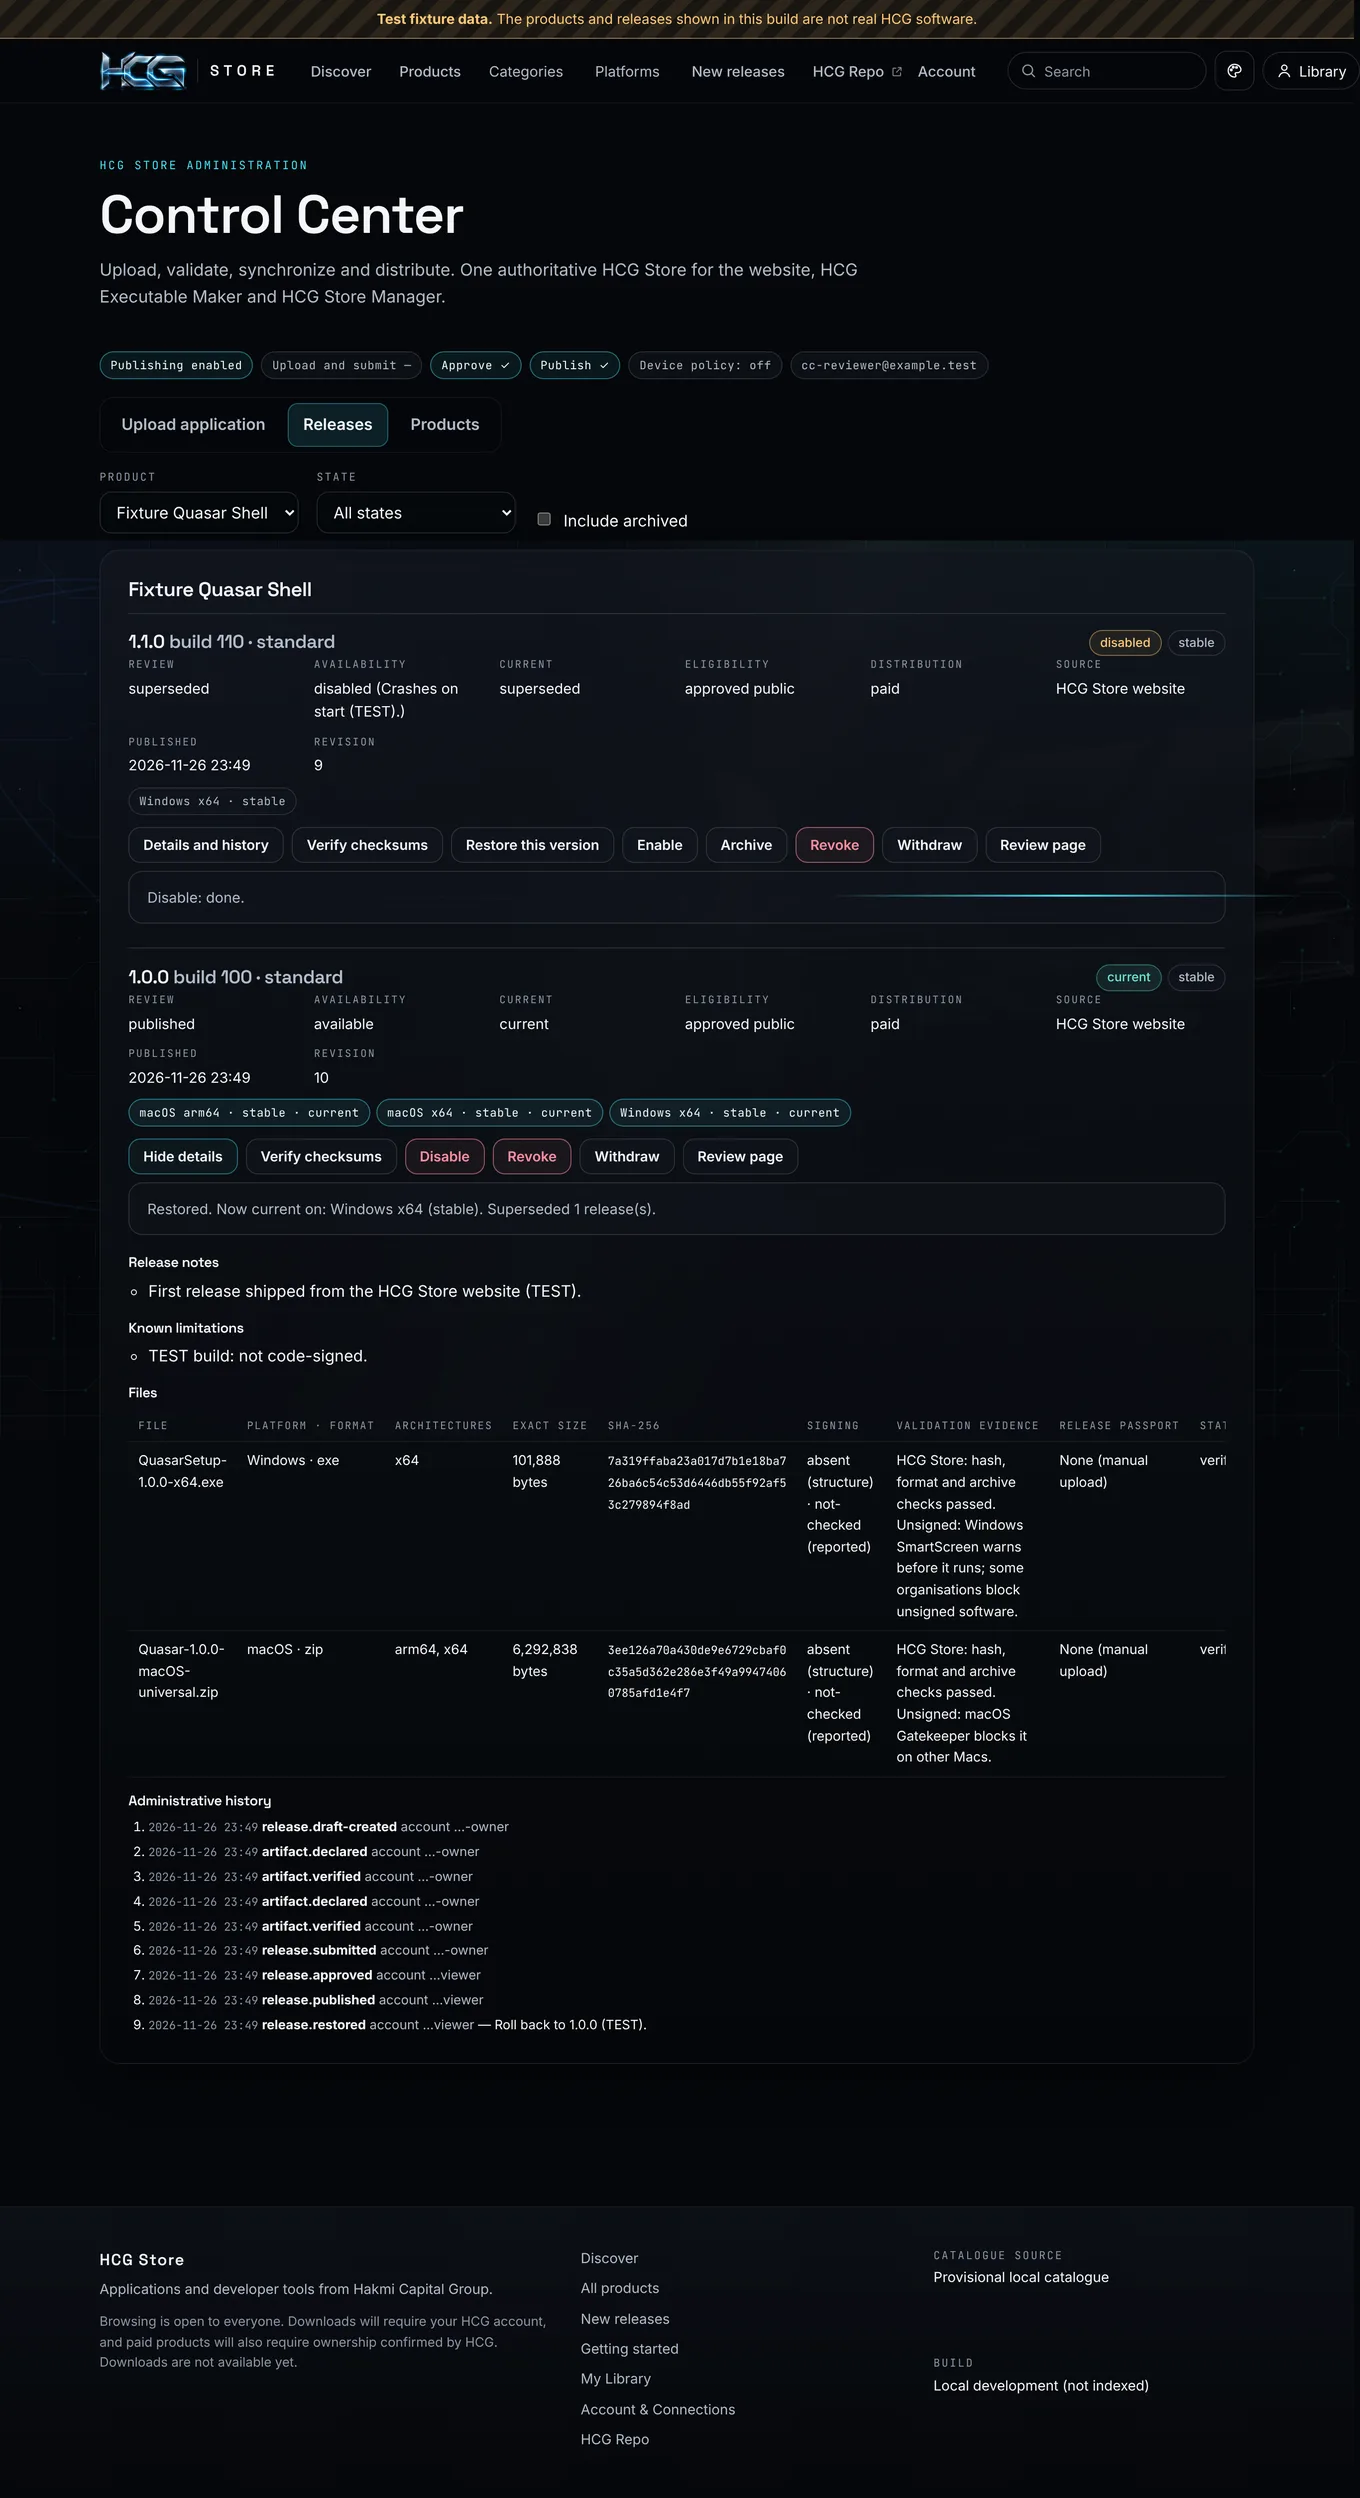 Test fixture data. The products and releases shown in this build are not real HCG software.
HCG STORE Discover Products Categories Platforms New releases HCG Repo Account Search Library
HCG STORE ADMINISTRATION
Control Center
Upload, validate, synchronize and distribute. One authoritative HCG Store for the website, HCG
Executable Maker and HCG Store Manager.
Publishing enabled Upload and submit — Approve ✓ Publish ✓ Device policy: off cc-reviewer@example.test
Upload application Releases Products
PRODUCT STATE
Fixture Quasar Shell All states Include archived
Fixture Quasar Shell
1.1.0 build 110 · standard disabled stable
REVIEW AVAILABILITY CURRENT ELIGIBILITY DISTRIBUTION SOURCE
superseded disabled (Crashes on superseded approved public paid HCG Store website
start (TEST).)
PUBLISHED REVISION
2026-11-26 23:49 9
Windows x64 · stable
Details and history Verify checksums Restore this version Enable Archive Revoke Withdraw Review page
Disable: done.
1.0.0 build 100 · standard current stable
REVIEW AVAILABILITY CURRENT ELIGIBILITY DISTRIBUTION SOURCE
published available current approved public paid HCG Store website
PUBLISHED REVISION
2026-11-26 23:49 10
macOS arm64 · stable · current macOS x64 · stable · current Windows x64 · stable · current
Hide details Verify checksums Disable Revoke Withdraw Review page
Restored. Now current on: Windows x64 (stable). Superseded 1 release(s).
Release notes
First release shipped from the HCG Store website (TEST).
Known limitations
TEST build: not code-signed.
Files
FILE PLATFORM · FORMAT ARCHITECTURES EXACT SIZE SHA-256 SIGNING VALIDATION EVIDENCE RELEASE PASSPORT STAT
QuasarSetup- Windows · exe x64 101,888 7a319ffaba23a017d7b1e18ba7 absent HCG Store: hash, None (manual verif
1.0.0-x64.exe bytes 26ba6c54c53d6446db55f92af5 (structure) format and archive upload)
3c279894f8ad · not- checks passed.
checked Unsigned: Windows
(reported) SmartScreen warns
before it runs; some
organisations block
unsigned software.
Quasar-1.0.0- macOS · zip arm64, x64 6,292,838 3ee126a70a430de9e6729cbaf0 absent HCG Store: hash, None (manual verif
macOS- bytes c35a5d362e286e3f49a9947406 (structure) format and archive upload)
universal.zip 0785afd1e4f7 · not- checks passed.
checked Unsigned: macOS
(reported) Gatekeeper blocks it
on other Macs.
Administrative history
1. 2026-11-26 23:49 release.draft-created account …-owner
2. 2026-11-26 23:49 artifact.declared account …-owner
3. 2026-11-26 23:49 artifact.verified account …-owner
4. 2026-11-26 23:49 artifact.declared account …-owner
5. 2026-11-26 23:49 artifact.verified account …-owner
6. 2026-11-26 23:49 release.submitted account …-owner
7. 2026-11-26 23:49 release.approved account …viewer
8. 2026-11-26 23:49 release.published account …viewer
9. 2026-11-26 23:49 release.restored account …viewer — Roll back to 1.0.0 (TEST).
HCG Store
Applications and developer tools from Hakmi Capital Group.
Browsing is open to everyone. Downloads will require your HCG account,
and paid products will also require ownership confirmed by HCG.
Downloads are not available yet.
Discover
All products
New releases
Getting started
My Library
Account & Connections
HCG Repo
CATALOGUE SOURCE
Provisional local catalogue
BUILD
Local development (not indexed)